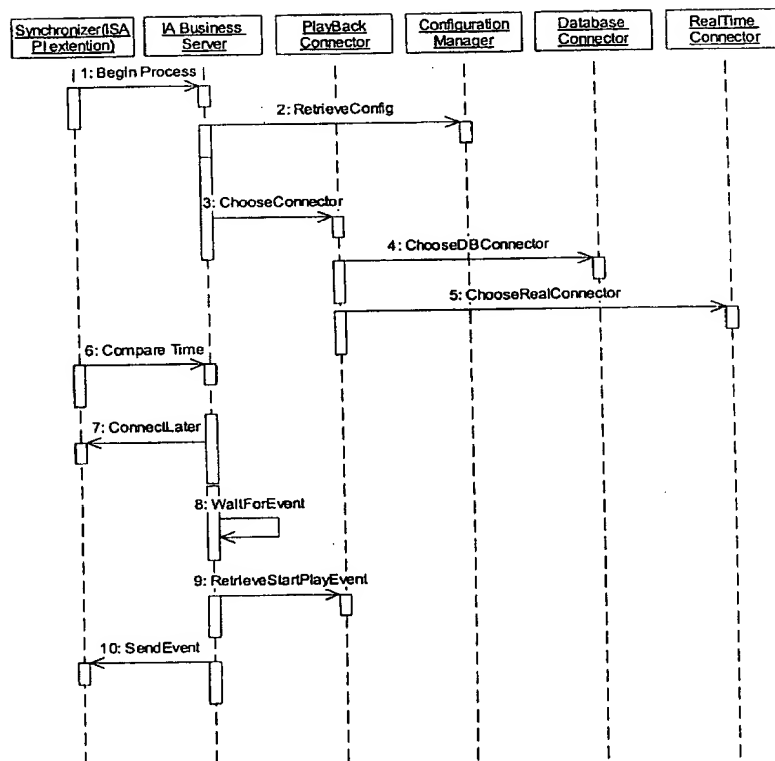 Synchronizer(ISA
PI extention)
IA Business
Server
PlayBack
Connector
Configuration
Manager
Database
Connector
RealTime
Connector
1: Begin Process
2: RetrieveConfig
3: ChooseConnector
4: ChooseDBConnector
5: ChooseRealConnector
6: Compare Time
7: ConnectLater
8: WaitForEvent
9: RetrieveStartPlayEvent
10: SendEvent